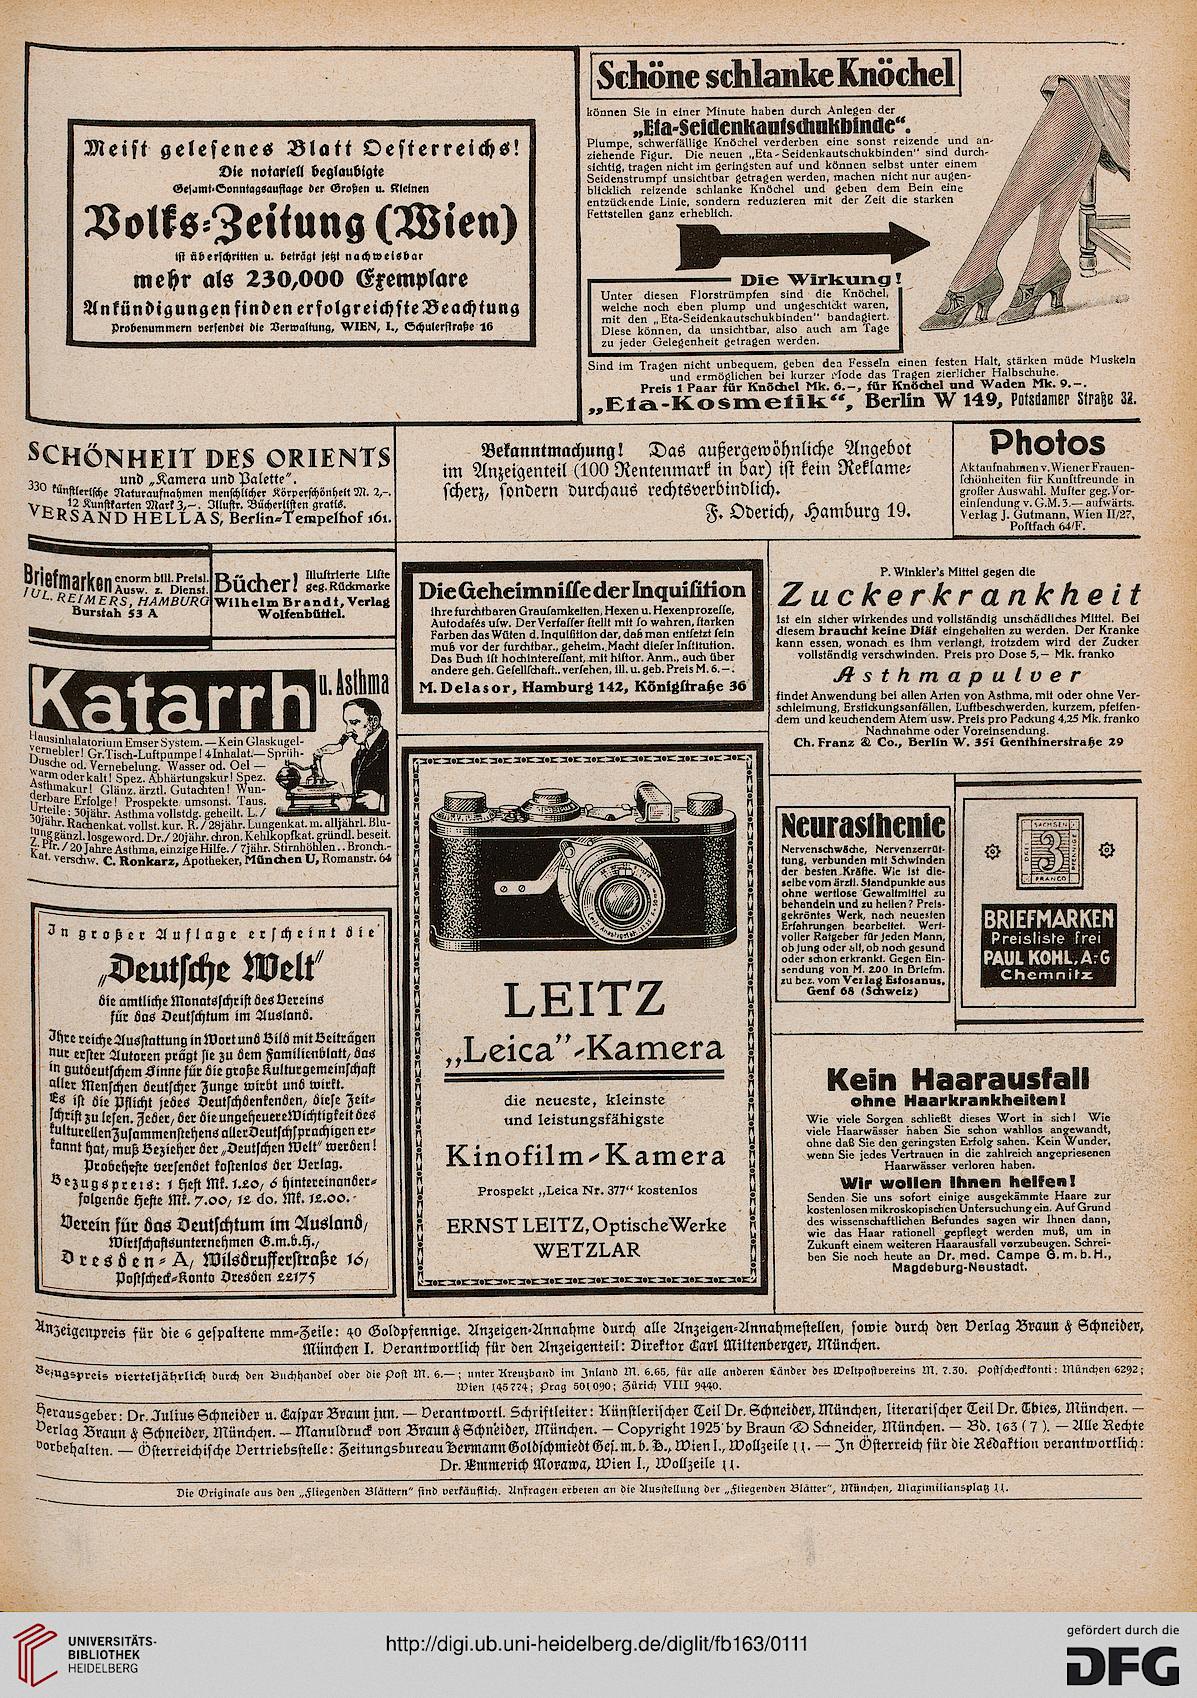 Meist gelesenes Blatt Oesterreichs!
Die notariell beglaubigte
Gesamt-Sonntagsauflage der Großen u. Kleinen
Volks-Zeitung (Wien)
ist überschritten u. beträgt jetzt nachweisbar
mehr als 230,000 Exemplare
Ankündigungen finden erfolgreichste Beachtung
Probenummern versendet die Verwaltung, WIEN, I., Schulerstraße 16
Schöne schlanke Knöchel
können Sie in einer Minute haben durch Anlegen der
„Eta-Seidenkautschukbinde“.
Plumpe, schwerfällige Knöchel verderben eine sonst reizende und an-
ziehende Figur. Die neuen „Eta-Seidenkautschukbinden“ sind durch-
sichtig, tragen nicht im geringsten auf und können selbst unter einem
Seidenstrumpf unsichtbar getragen werden, machen nicht nur augen-
blicklich reizende schlanke Knöchel und geben dem Bein eine
entzückende Linie, sondern reduzieren mit der Zeit die starken
Fettstellen ganz erheblich.
Die Wirkung!
Unter diesen Florstrümpfen sind die Knöchel,
welche noch eben plump und ungeschickt waren,
mit den „Eta-Seidenkautschukbinden“ bandagiert.
Diese können, da unsichtbar, also auch am Tage
zu jeder Gelegenheit getragen werden.
Sind im Tragen nicht unbequem, geben den Fesseln einen festen Halt, stärken müde Muskeln
und ermöglichen bei kurzer Mode das Tragen zierlicher Halbschuhe.
Preis 1 Paar für Knöchel Mk. 6.–, für Knöchel und Waden Mk. 9.–.
„Eta-Kosmetik“, Berlin W 149, Potsdamer Straße 32.
SCHÖNHEIT DES ORIENTS
und „Kamera und Palette“.
330 künstlerische Naturaufnahmen menschlicher Körperschönheit M. 2,–.
12 Kunstkarten Mark 3,–. Illustr. Bücherlisten gratis.
VERSAND HELLAS, Berlin-Tempelhof 161.
Bekanntmachung! Das außergewöhnliche Angebot
im Anzeigenteil (100 Rentenmark in bar) ist kein Reklame-
scherz, sondern durchaus rechtsverbindlich.
F. Oderich, Hamburg 19.
Photos
Aktaufnahmen v. Wiener Frauen-
schönheiten für Kunstfreunde in
großer Auswahl. Muster geg. Vor-
einsendung v. G.M. 3.— aufwärts.
Verlag J. Gutmann, Wien II/27,
Postfach 64/F.
Briefmarken enorm bill. Preisl.
Ausw. z. Dienst.
JUL. REIMERS, HAMBURG
Burstah 53 A
Bücher! Illustrierte Liste
geg. Rückmarke
Wilhelm Brandt, Verlag
Wolfenbüttel.
Die Geheimnisse der Inquisition
ihre furchtbaren Grausamkeiten, Hexen u. Hexenprozesse,
Autodafés usw. Der Verfasser stellt mit so wahren, starken
Farben das Wüten d. Inquisition dar, daß man entsetzt sein
muß vor der furchtbar., geheim. Macht dieser Institution.
Das Buch ist hochinteressant, mit histor. Anm., auch über
andere geh. Gesellschaft. versehen, ill. u. geb. Preis M. 6.–.
M. Delasor, Hamburg 142, Königstraße 36
P. Winkler's Mittel gegen die
Zuckerkrankheit
ist ein sicher wirkendes und vollständig unschädliches Mittel. Bei
diesem braucht keine Diät eingehalten zu werden. Der Kranke
kann essen, wonach es ihm verlangt, trotzdem wird der Zucker
vollständig verschwinden. Preis pro Dose 5,– Mk. franko
Asthmapulver
findet Anwendung bei allen Arten von Asthma, mit oder ohne Ver-
schleimung, Erstickungsanfällen, Luftbeschwerden, kurzem, pfeifen-
dem und keuchendem Atem usw. Preis pro Packung 4,25 Mk. franko
Nachnahme oder Voreinsendung.
Ch. Franz & Co., Berlin W. 351 Genthinerstraße 29
Katarrh u. Asthma
Hausinhalatorium Emser System. — Kein Glaskugel-
vernebler! Gr. Tisch-Luftpumpe! 4 Inhalat. — Sprüh-
Dusche od. Vernebelung. Wasser od. Oel —
warm oder kalt! Spez. Abhärtungskur! Spez.
Asthmakur! Glänz. ärztl. Gutachten! Wun-
derbare Erfolge! Prospekte umsonst. Taus.
Urteile: 30jähr. Asthma vollstdg. geheilt. L. /
30jähr. Rachenkat. vollst. kur. R. / 28jähr. Lungenkat. m. alljährl. Blu-
tung gänzl. losgeword. Dr. / 20jähr. chron. Kehlkopfkat. gründl. beseit.
Z. Pfr. / 20 Jahre Asthma, einzige Hilfe. / 7jähr. Stirnhöhlen.. Bronch.-
Kat. verschw. C. Ronkarz, Apotheker, München U, Romanstr. 64
In großer Auflage erscheint die
„Deutsche Welt“
die amtliche Monatsschrift des Vereins
für das Deutschtum im Ausland.
Ihre reiche Ausstattung in Wort und Bild mit Beiträgen
nur erster Autoren prägt sie zu dem Familienblatt, das
in gutdeutschem Sinne für die große Kulturgemeinschaft
aller Menschen deutscher Zunge wirbt und wirkt.
Es ist die Pflicht jedes Deutschdenkenden, diese Zeit-
schrift zu lesen. Jeder, der die ungeheuere Wichtigkeit des
kulturellen Zusammenstehens aller Deutschsprachigen er-
kannt hat, muß Bezieher der „Deutschen Welt“ werden!
Probehefte versendet kostenlos der Verlag.
Bezugspreis: 1 Heft Mk. 1.20, 6 hintereinander-
folgende Hefte Mk. 7.00, 12 do. Mk. 12.00.
Verein für das Deutschtum im Ausland,
Wirtschaftsunternehmen G.m.b.H.,
Dresden-A, Wilsdrufferstraße 16,
Postscheck-Konto Dresden 22175
LEITZ
„Leica“-Kamera
die neueste, kleinste
und leistungsfähigste
Kinofilm-Kamera
Prospekt „Leica Nr. 377“ kostenlos
ERNST LEITZ, Optische Werke
WETZLAR
Neurasthenie
Nervenschwäche, Nervenzerrüt-
tung, verbunden mit Schwinden
der besten Kräfte. Wie ist die-
selbe vom ärztl. Standpunkte aus
ohne wertlose Gewaltmittel zu
behandeln und zu heilen? Preis-
gekröntes Werk, nach neuesten
Erfahrungen bearbeitet. Wert-
voller Ratgeber für jeden Mann,
ob jung oder alt, ob noch gesund
oder schon erkrankt. Gegen Ein-
sendung von M. 2.00 in Briefm.
zu bez. vom Verlag Estosanus,
Genf 68 (Schweiz)
SACHSEN
DREI 3 PFENNIGE
FRANCO
BRIEFMARKEN
Preisliste frei
PAUL KOHL, A.-G
Chemnitz
Kein Haarausfall
ohne Haarkrankheiten!
Wie viele Sorgen schließt dieses Wort in sich! Wie
viele Haarwässer haben Sie schon wahllos angewandt,
ohne daß Sie den geringsten Erfolg sahen. Kein Wunder,
wenn Sie jedes Vertrauen in die zahlreich angepriesenen
Haarwässer verloren haben.
Wir wollen Ihnen helfen!
Senden Sie uns sofort einige ausgekämmte Haare zur
kostenlosen mikroskopischen Untersuchung ein. Auf Grund
des wissenschaftlichen Befundes sagen wir Ihnen dann,
wie das Haar rationell gepflegt werden muß, um in
Zukunft einem weiteren Haarausfall vorzubeugen. Schrei-
ben Sie noch heute an Dr. med. Campe G.m.b.H.,
Magdeburg-Neustadt.
Anzeigenpreis für die 6 gespaltene mm-Zeile: 40 Goldpfennige. Anzeigen-Annahme durch alle Anzeigen-Annahmestellen, sowie durch den Verlag Braun & Schneider,
München I. Verantwortlich für den Anzeigenteil: Direktor Carl Miltenberger, München.
Bezugspreis vierteljährlich durch den Buchhandel oder die Post M. 6.—; unter Kreuzband im Inland M. 6.65, für alle anderen Länder des Weltpostvereins M. 7.30. Postscheckkonti: München 6292;
Wien 145774; Prag 501090; Zürich VIII 9440.
Herausgeber: Dr. Julius Schneider u. Caspar Braun jun. — Verantwortl. Schriftleiter: Künstlerischer Teil Dr. Schneider, München, literarischer Teil Dr. Thies, München. —
Verlag Braun & Schneider, München. — Manuldruck von Braun & Schneider, München. — Copyright 1925 by Braun & Schneider, München. — Bd. 163 (7). — Alle Rechte
vorbehalten. — Österreichische Vertriebsstelle: Zeitungsbureau Hermann Goldschmiedt Ges. m. b. H., Wien I., Wollzeile 11. — In Österreich für die Redaktion verantwortlich:
Dr. Emmerich Morawa, Wien I., Wollzeile 11.
Die Originale aus den „Fliegenden Blättern“ sind verkäuflich. Anfragen erbeten an die Ausstellung der „Fliegenden Blätter“, München, Maximiliansplatz 11.
UNIVERSITÄTS-
BIBLIOTHEK
HEIDELBERG
http://digi.ub.uni-heidelberg.de/diglit/fb163/0111
gefördert durch die
DFG